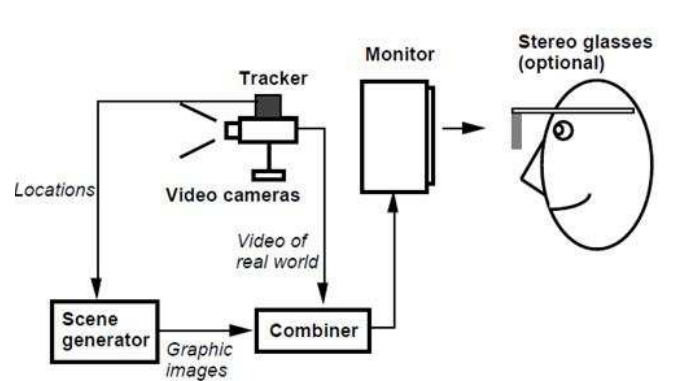 Stereo glasses
(optional)
Monitor
Tracker
Locations
Video cameras
Video of
real world
Scene
generator
Graphic
images
Combiner